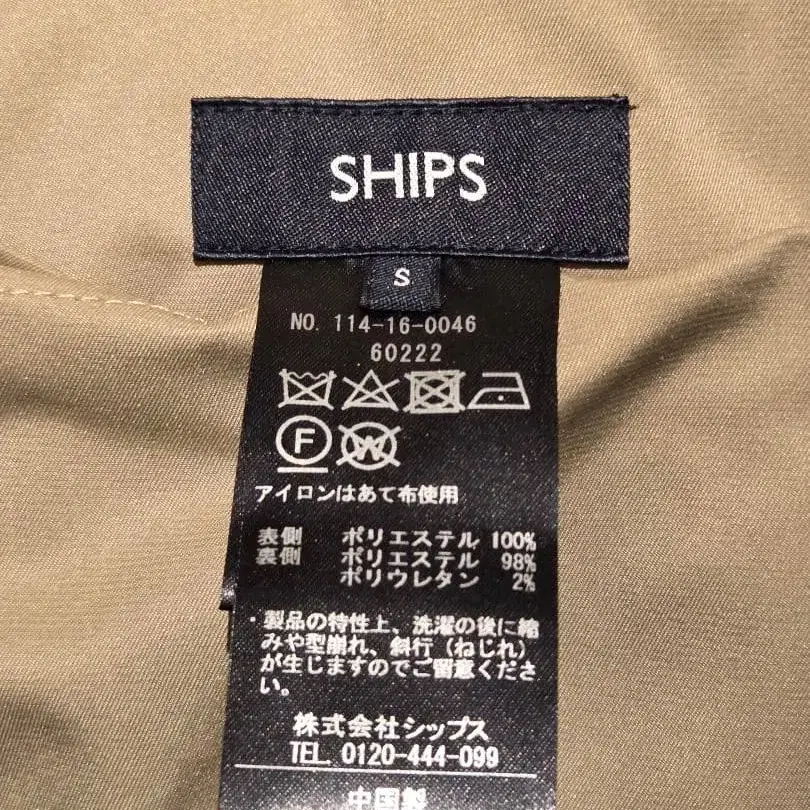 SHIPS
S
NO. 114-16-0046
60222
F
W
アイロンはあて布使用
表側 ポリエステル 100%
裏側 ポリエステル 98%
ポリウレタン 2%
・製品の特性上、洗濯の後に縮
みや型崩れ、斜行(ねじれ)
が生じますのでご留意くださ
い。
株式会社シップス
TEL. 0120-444-099
中国製